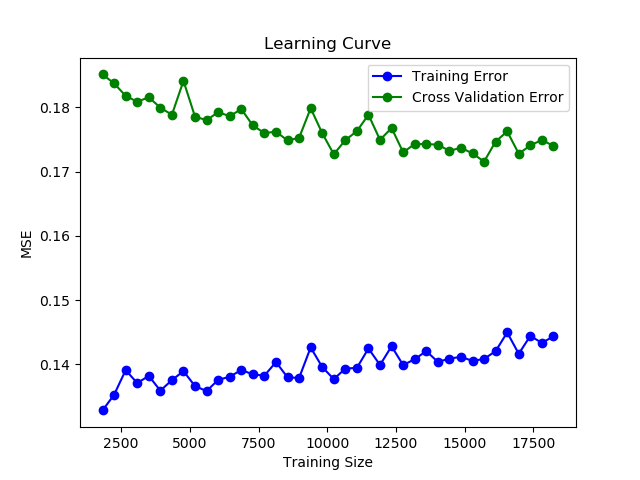 Learning Curve
Training Error
Cross Validation Error
0.18
0.17
0.16
0.15
0.14
MSE
2500 5000 7500 10000 12500 15000 17500
Training Size